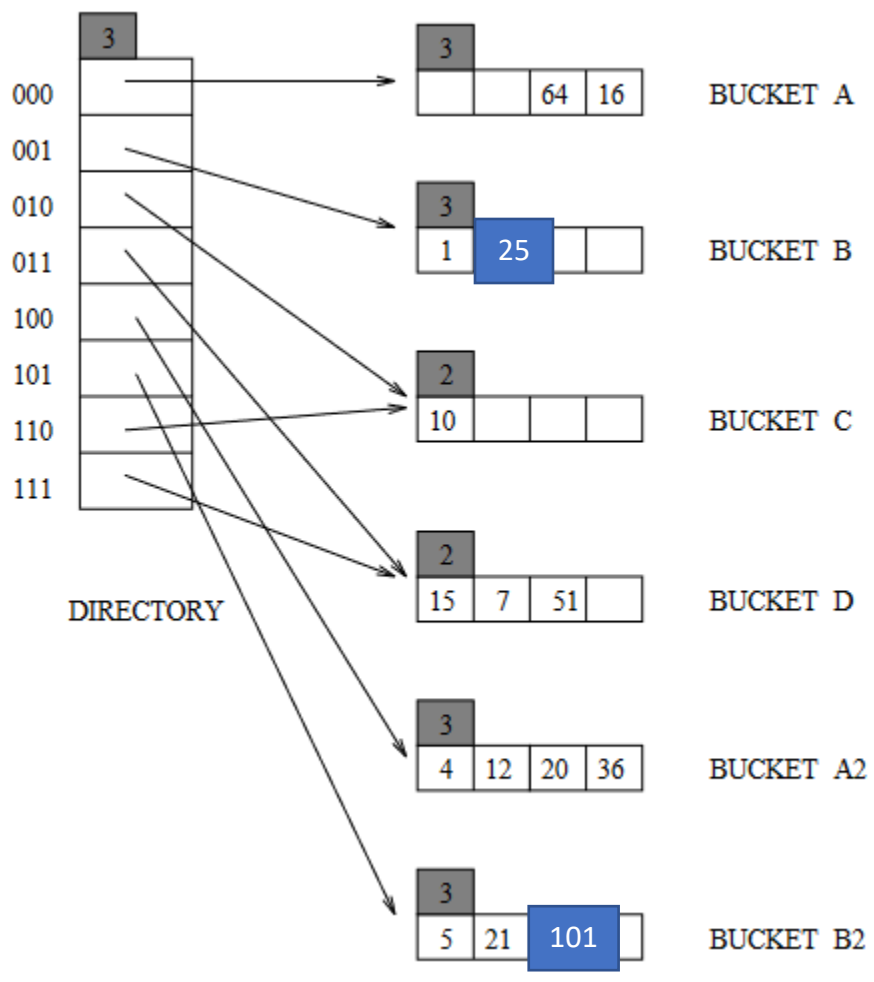 3
000
001
010
011
100
101
110
111
DIRECTORY
3
64 16 BUCKET A
3
1 25 BUCKET B
2
10 BUCKET C
2
15 7 51 BUCKET D
3
4 12 20 36 BUCKET A2
3
5 21 101 BUCKET B2